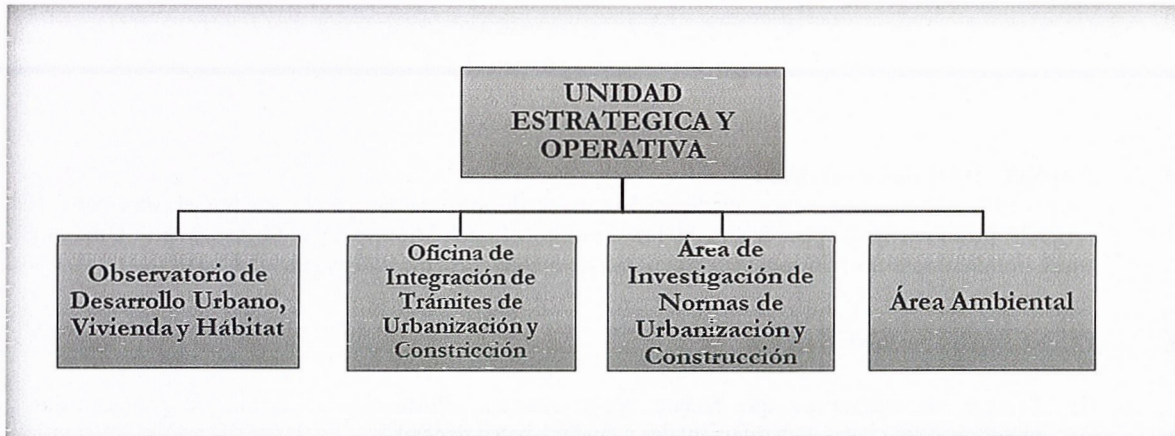 UNIDAD
ESTRATEGICA Y
OPERATIVA
Observatorio de
Desarrollo Urbano,
Vivienda y Hábitat
Oficina de
Integración de
Trámites de
Urbanización y
Constricción
Área de
Investigación de
Normas de
Urbanización y
Construcción
Área Ambiental